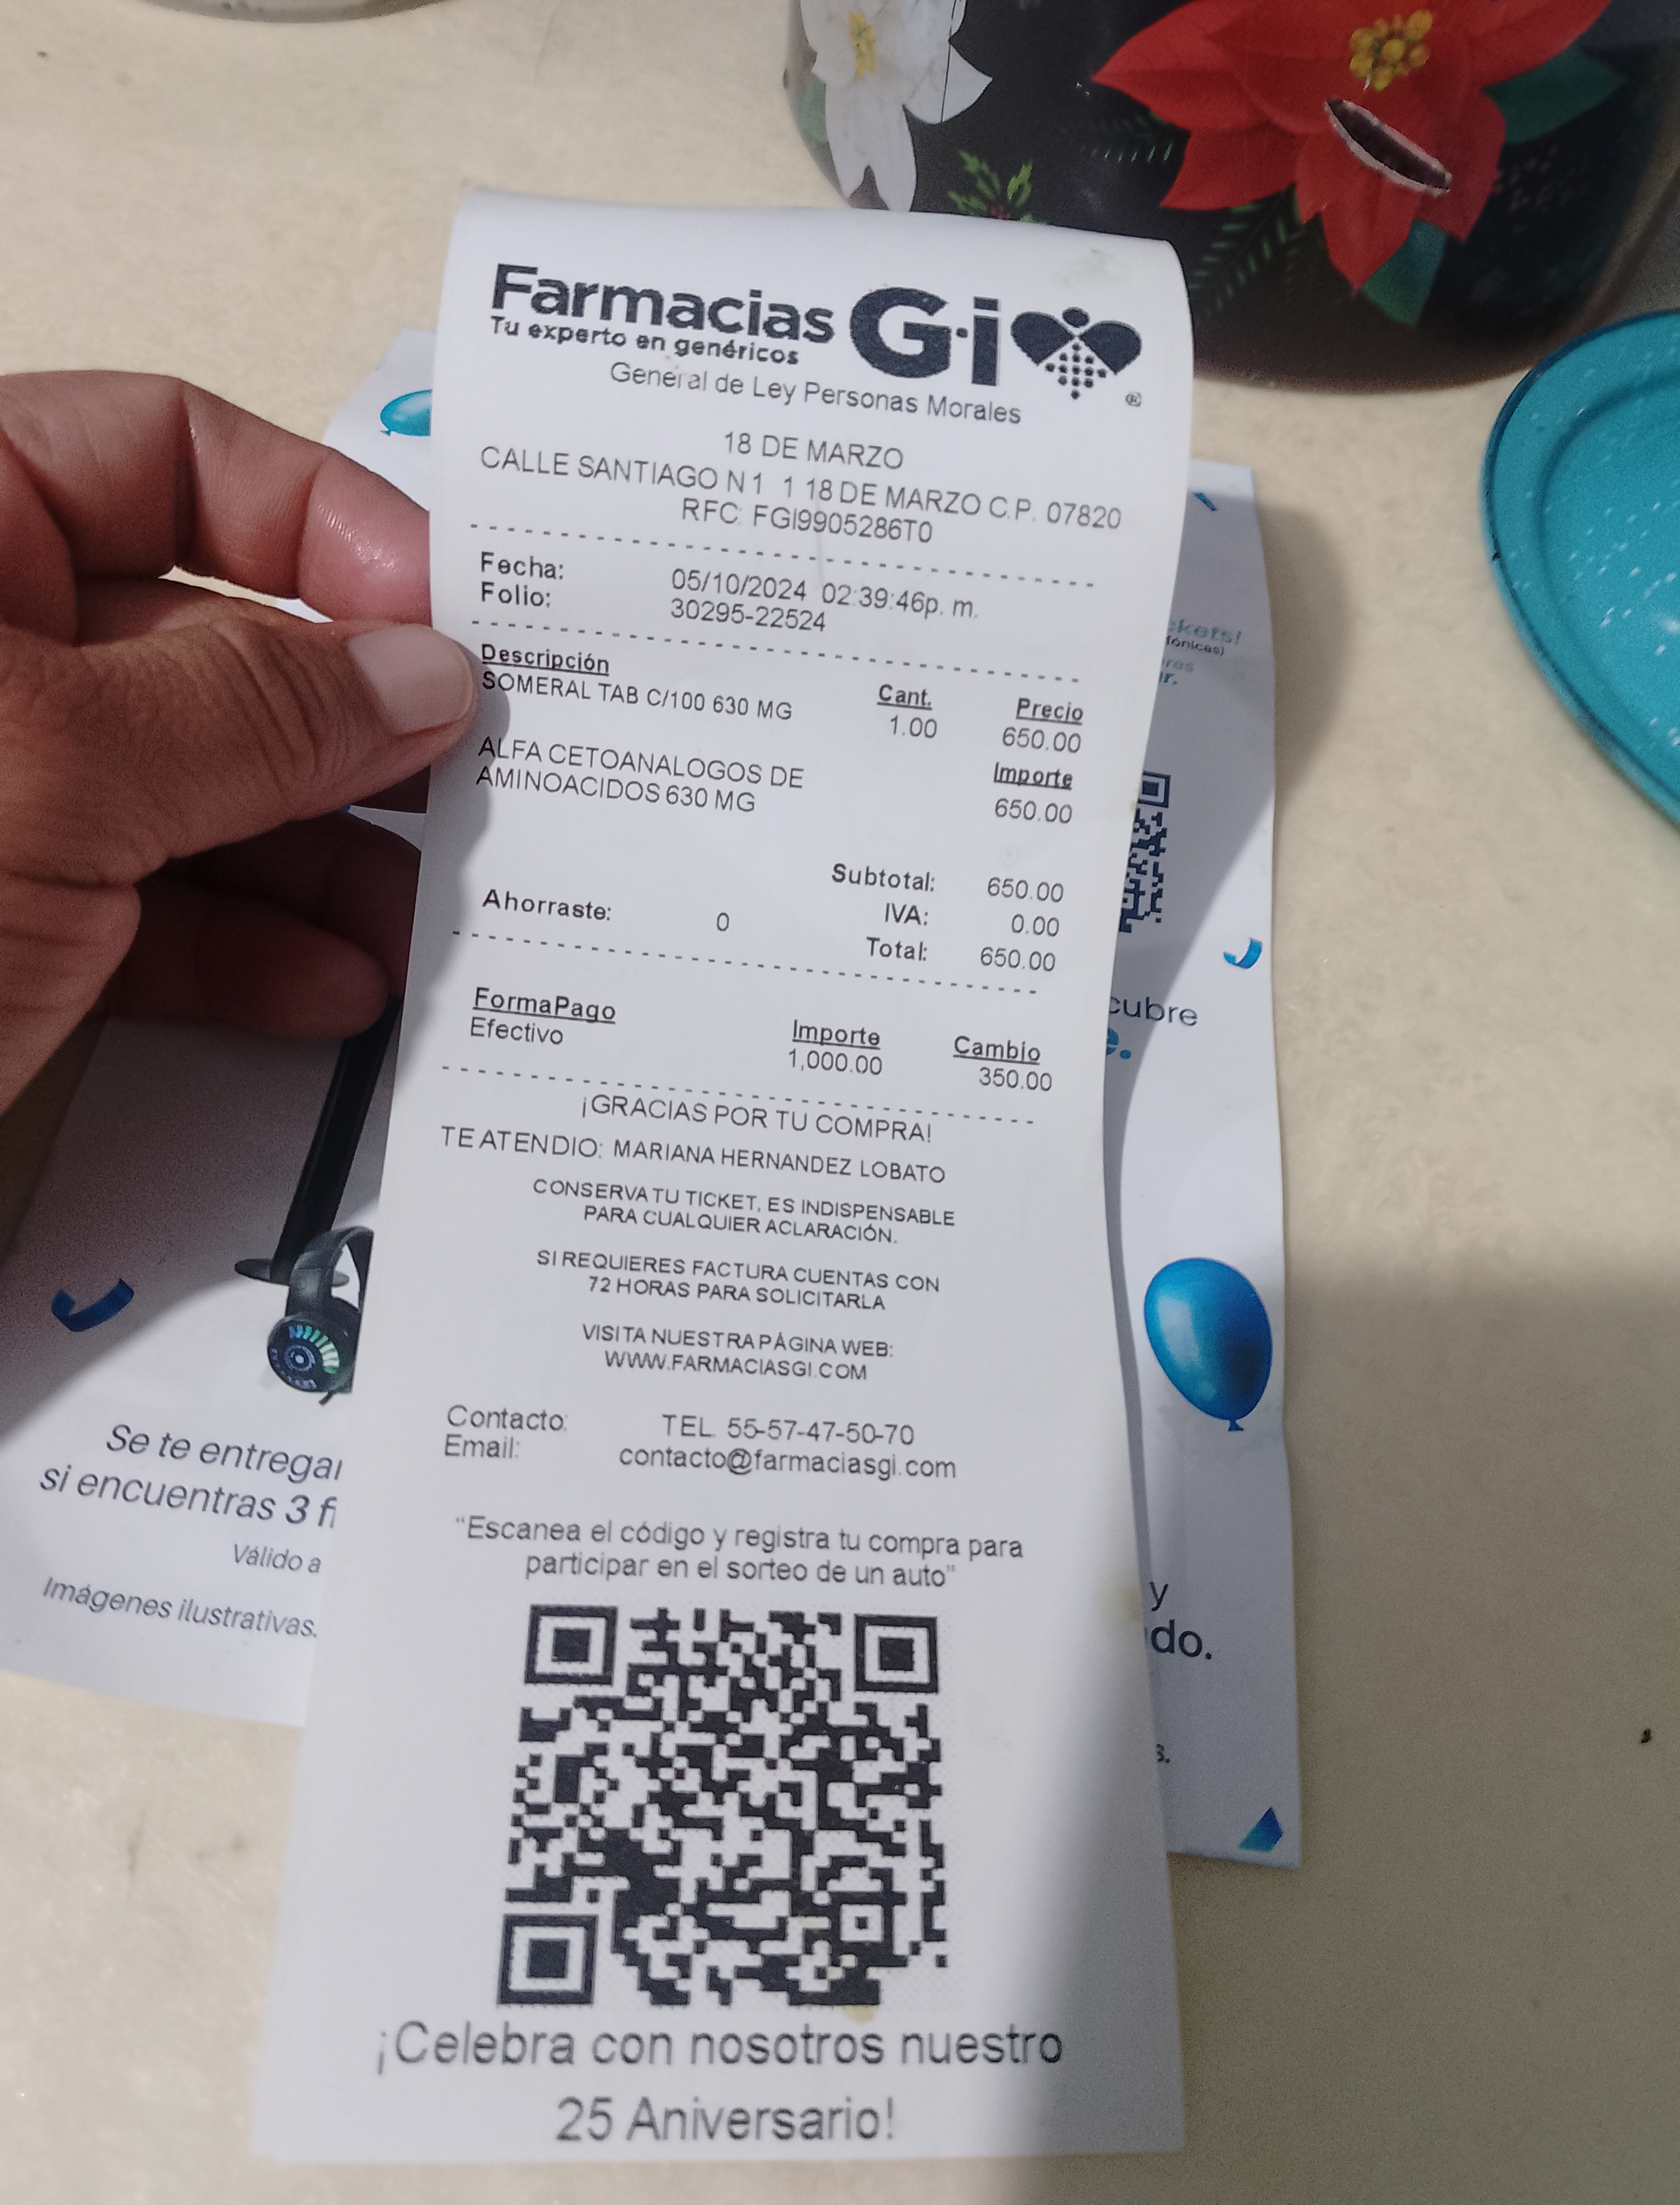 Farmacias Gi
Tu experto en genéricos
®
General de Ley Personas Morales
18 DE MARZO
CALLE SANTIAGO N 1 1 18 DE MARZO C.P. 07820
RFC: FGI9905286T0
Fecha: 05/10/2024 02:39:46p. m.
Folio: 30295-22524
Descripción Cant. Precio
SOMERAL TAB C/100 630 MG 1.00 650.00
ALFA CETOANALOGOS DE Importe
AMINOACIDOS 630 MG 650.00
Subtotal: 650.00
Ahorraste: 0 IVA: 0.00
Total: 650.00
FormaPago Importe Cambio
Efectivo 1,000.00 350.00
¡GRACIAS POR TU COMPRA!
TE ATENDIO: MARIANA HERNANDEZ LOBATO
CONSERVA TU TICKET, ES INDISPENSABLE
PARA CUALQUIER ACLARACIÓN.
SI REQUIERES FACTURA CUENTAS CON
72 HORAS PARA SOLICITARLA
VISITA NUESTRA PÁGINA WEB:
WWW.FARMACIASGI.COM
Contacto: TEL. 55-57-47-50-70
Email: contacto@farmaciasgi.com
"Escanea el código y registra tu compra para
participar en el sorteo de un auto"
¡Celebra con nosotros nuestro
25 Aniversario!
Se te entregar
si encuentras 3 fi
Válido a
Imágenes ilustrativas.
ckets!
fónicas)
cubre
e.
y
do.
s.